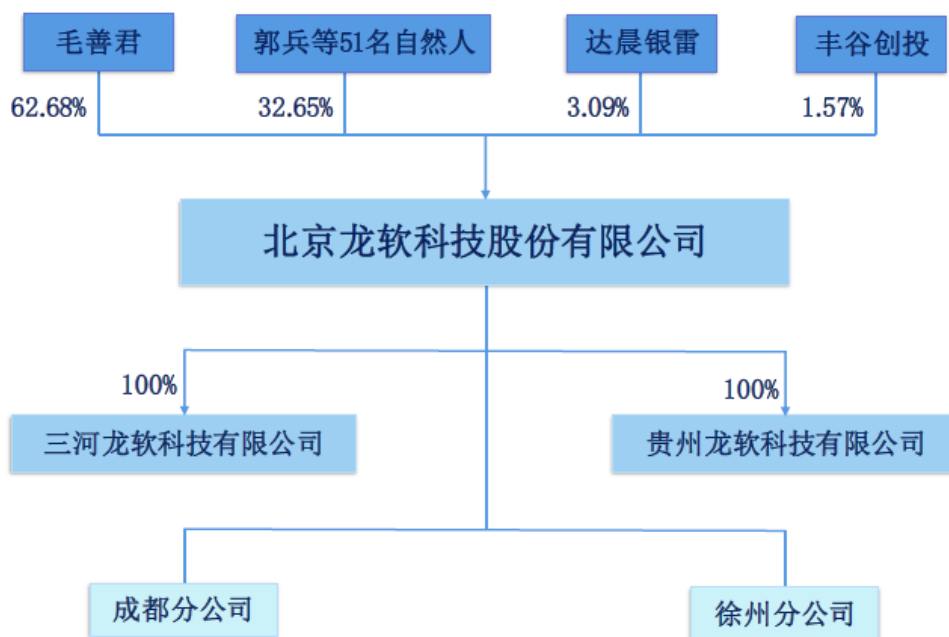 毛善君
郭兵等51名自然人
达晨银雷
丰谷创投
62.68%
32.65%
3.09%
1.57%
北京龙软科技股份有限公司
100%
100%
三河龙软科技有限公司
贵州龙软科技有限公司
成都分公司
徐州分公司